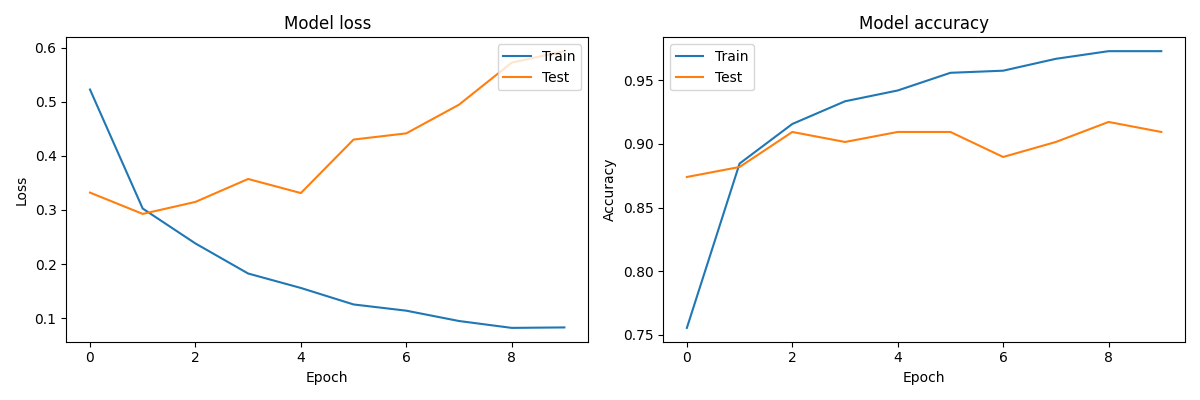 Model loss
0.6
0.5
0.4
0.3
0.2
0.1
Loss
0 2 4 6 8
Epoch
Train
Test
Model accuracy
0.95
0.90
0.85
0.80
0.75
Accuracy
0 2 4 6 8
Epoch
Train
Test